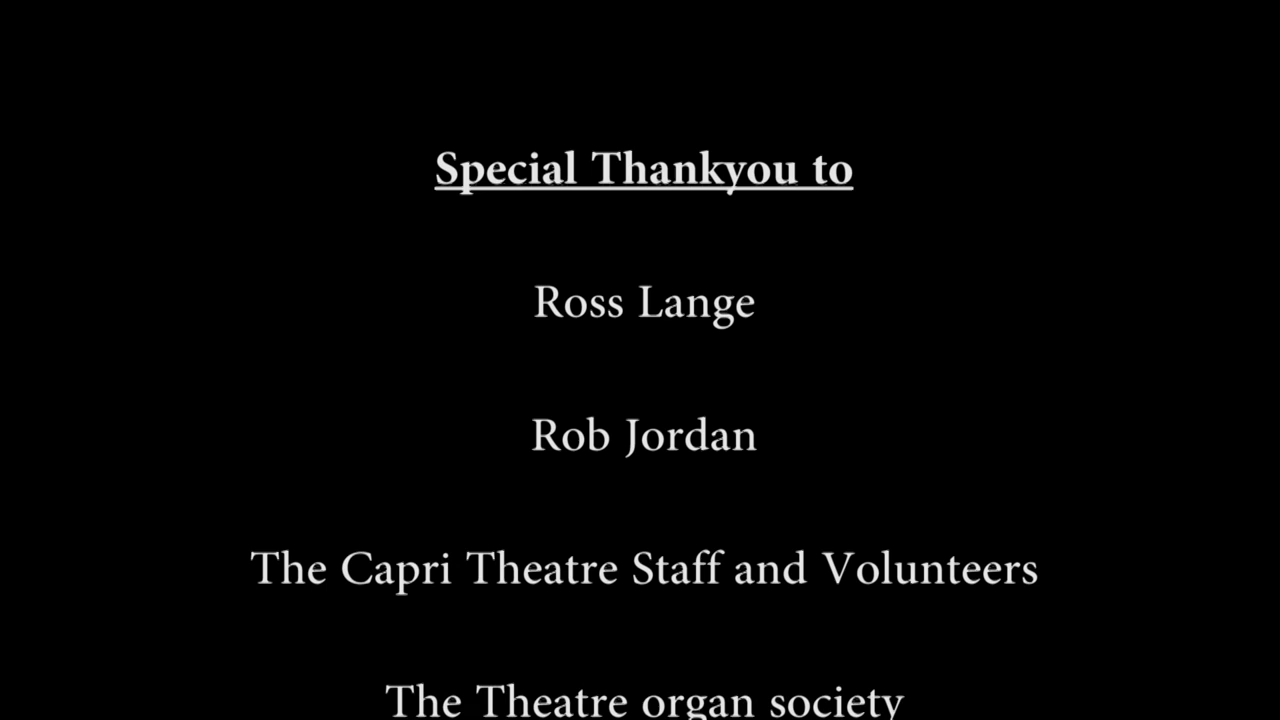 Special Thankyou to
Ross Lange
Rob Jordan
The Capri Theatre Staff and Volunteers
The Theatre organ society